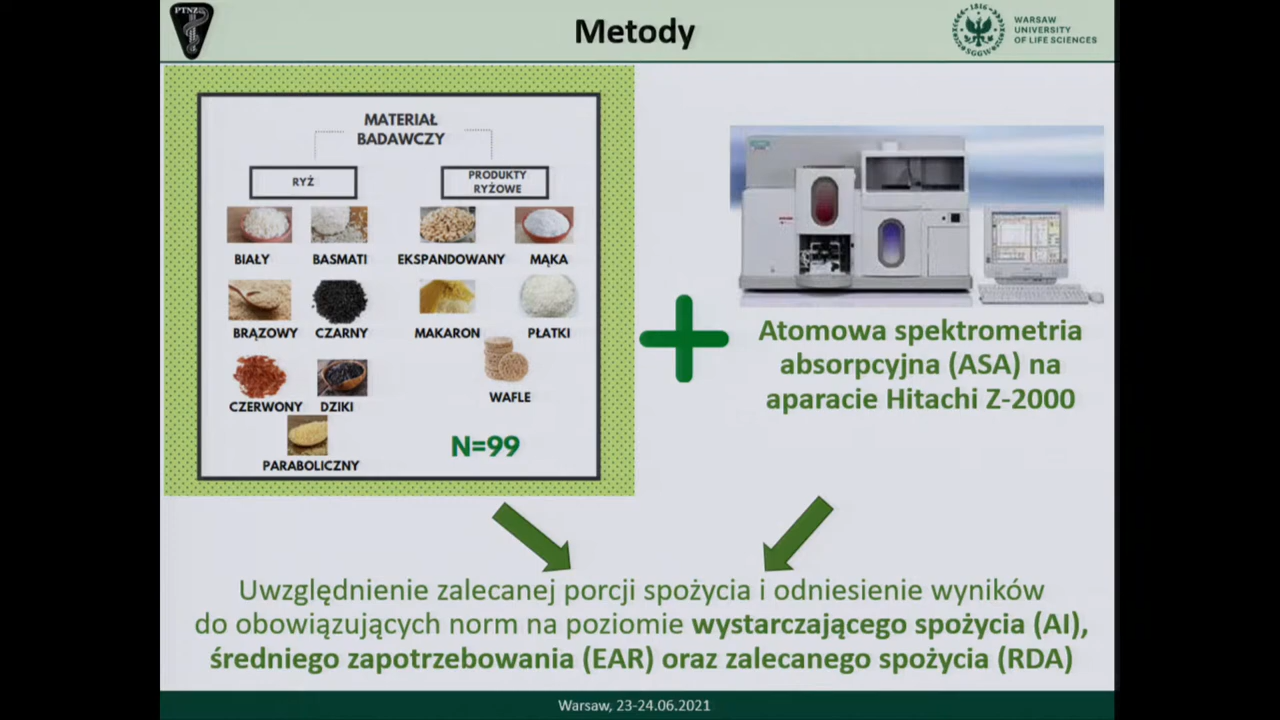 PTNZ
Metody
1816
SGGW
WARSAW
UNIVERSITY
OF LIFE SCIENCES
MATERIAŁ
BADAWCZY
RYŻ
PRODUKTY
RYŻOWE
BIAŁY
BASMATI
EKSPANDOWANY
MĄKA
BRĄZOWY
CZARNY
MAKARON
PŁATKI
CZERWONY
DZIKI
WAFLE
PARABOLICZNY
N=99
Atomowa spektrometria
absorpcyjna (ASA) na
aparacie Hitachi Z-2000
Uwzględnienie zalecanej porcji spożycia i odniesienie wyników
do obowiązujących norm na poziomie wystarczającego spożycia (AI),
średniego zapotrzebowania (EAR) oraz zalecanego spożycia (RDA)
Warsaw, 23-24.06.2021